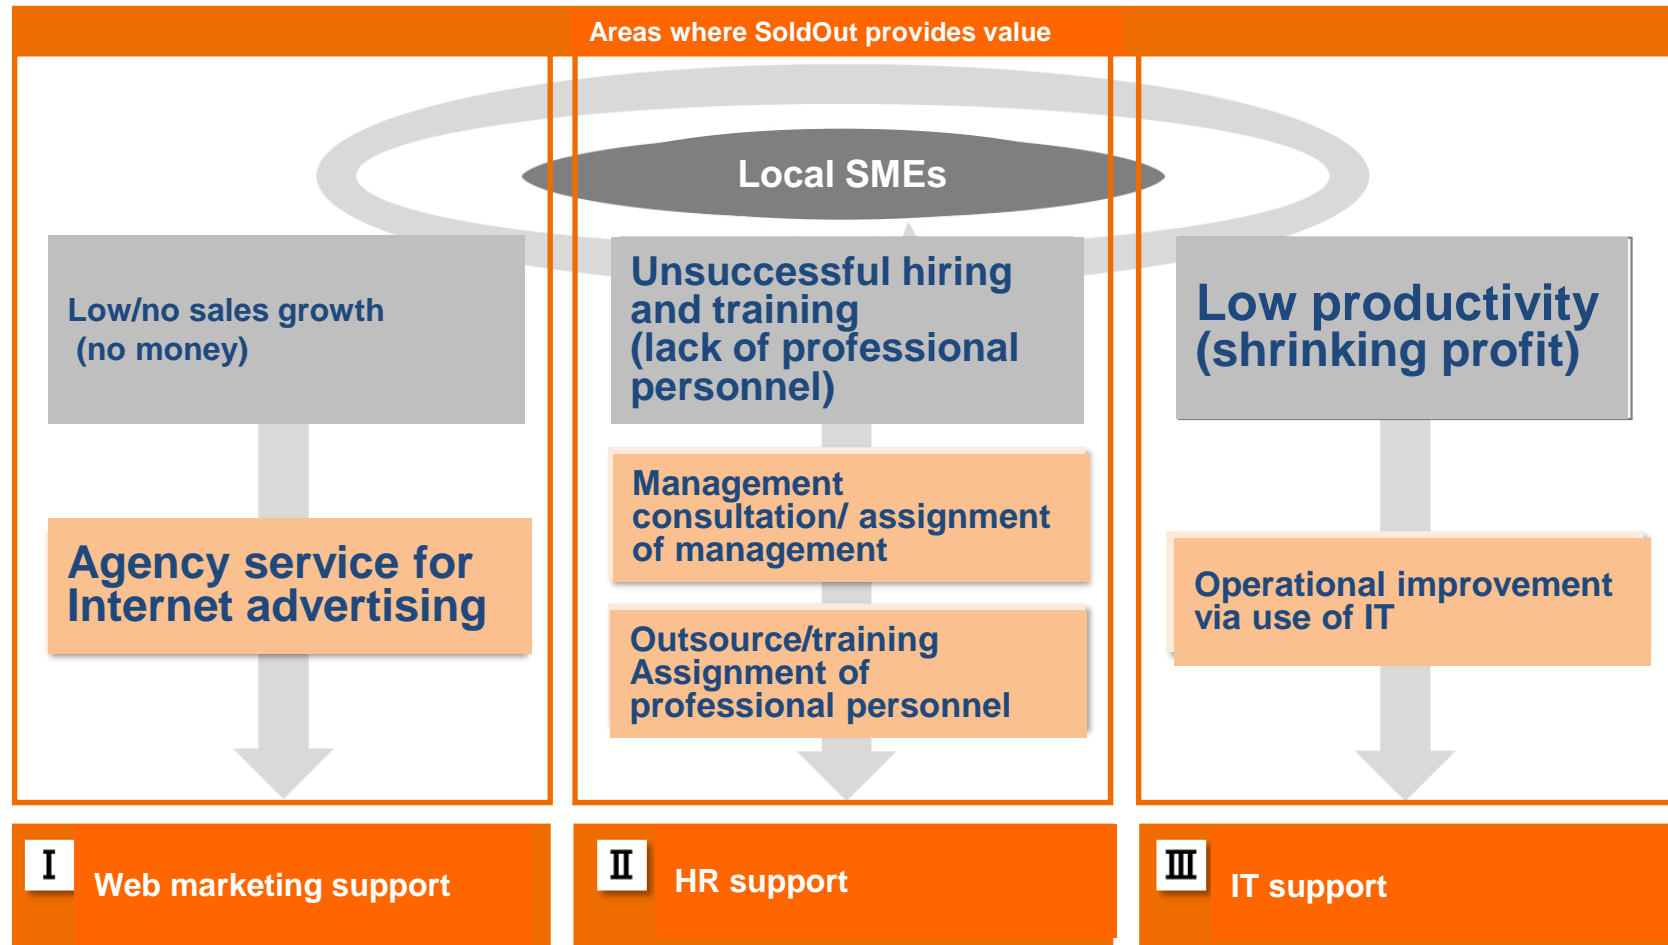 Areas where SoldOut provides value
Local SMEs
Low/no sales growth
(no money)
Agency service for
Internet advertising
Unsuccessful hiring
and training
(lack of professional
personnel)
Management
consultation/ assignment
of management
Outsource/training
Assignment of
professional personnel
Low productivity
(shrinking profit)
Operational improvement
via use of IT
I
Web marketing support
II
HR support
III
IT support